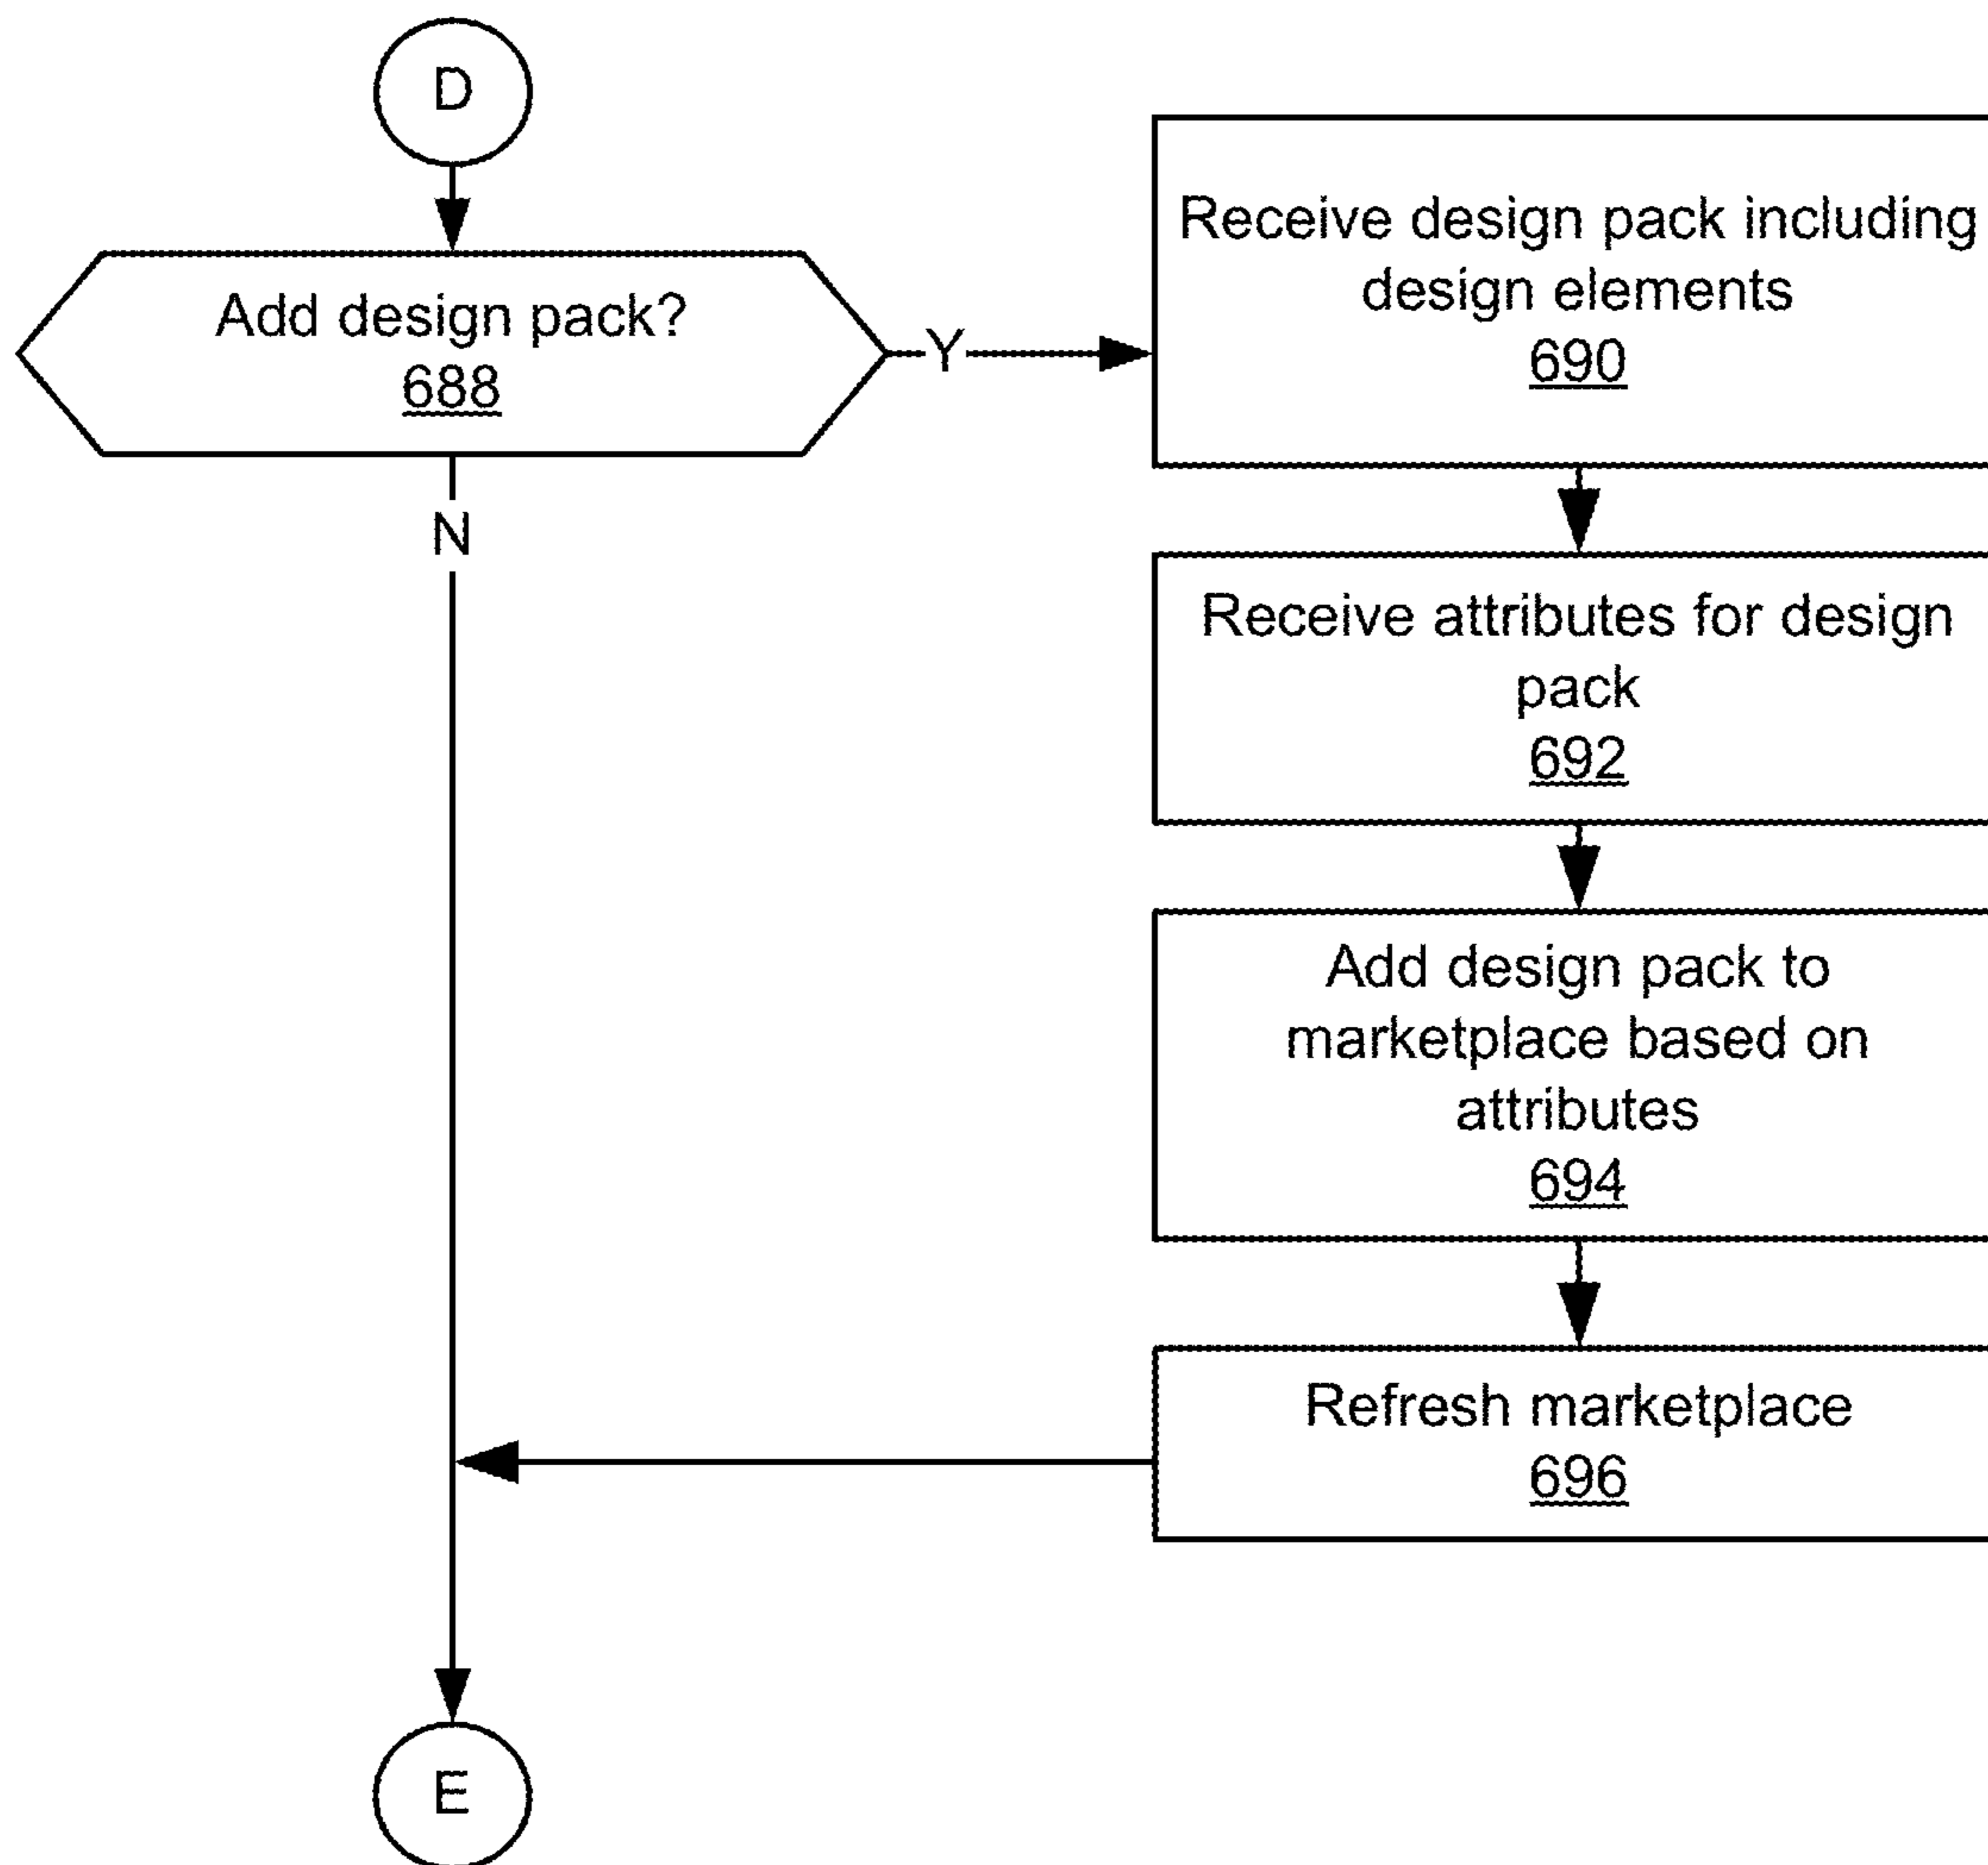 D
Add design pack?
688
Y
N
Receive design pack including
design elements
690
Receive attributes for design
pack
692
Add design pack to
marketplace based on
attributes
694
Refresh marketplace
696
E